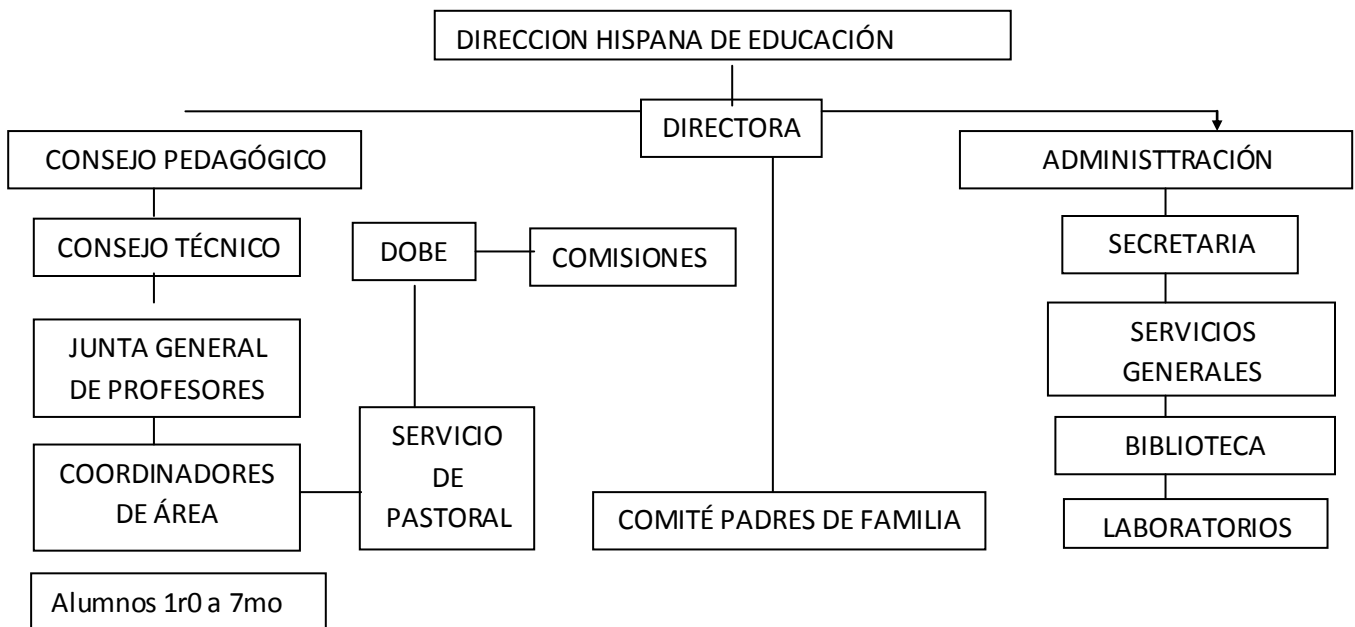 DIRECCION HISPANA DE EDUCACIÓN
DIRECTORA
CONSEJO PEDAGÓGICO
ADMINISTTRACIÓN
CONSEJO TÉCNICO
DOBE
COMISIONES
SECRETARIA
JUNTA GENERAL
DE PROFESORES
SERVICIOS
GENERALES
COORDINADORES
DE ÁREA
SERVICIO
DE
PASTORAL
COMITÉ PADRES DE FAMILIA
BIBLIOTECA
LABORATORIOS
Alumnos 1r0 a 7mo